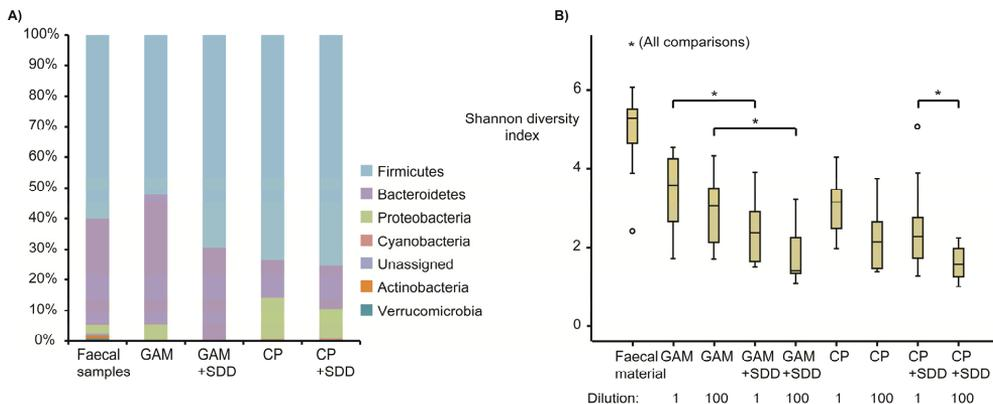 A)
100%
90%
80%
70%
60%
50%
40%
30%
20%
10%
0%
Faecal samples
GAM
GAM +SDD
CP
CP +SDD
Firmicutes
Bacteroidetes
Proteobacteria
Cyanobacteria
Unassigned
Actinobacteria
Verrucomicrobia
B)
* (All comparisons)
Shannon diversity
index
6
4
2
0
*
*
*
Faecal material
GAM
GAM
GAM +SDD
GAM +SDD
CP
CP
CP +SDD
CP +SDD
Dilution: 1 100 1 100 1 100 1 100